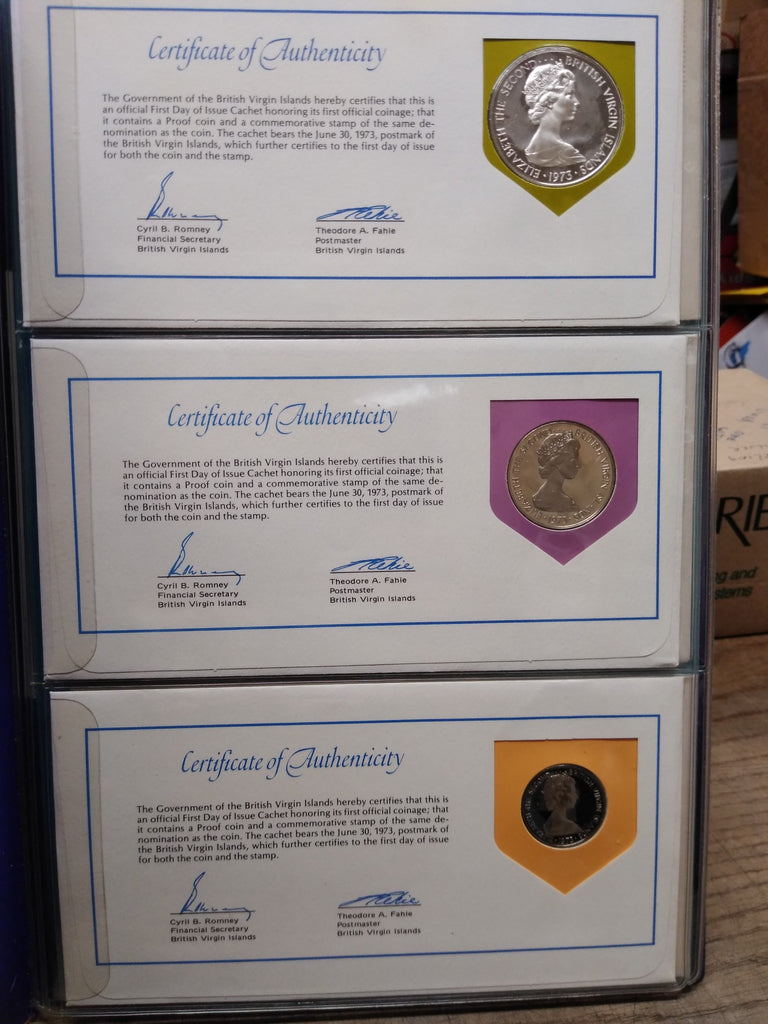 Certificate of Authenticity
The Government of the British Virgin Islands hereby certifies that this is
an official First Day of Issue Cachet honoring its first official coinage; that
it contains a Proof coin and a commemorative stamp of the same de-
nomination as the coin. The cachet bears the June 30, 1973, postmark of
the British Virgin Islands, which further certifies to the first day of issue
for both the coin and the stamp.
Cyril B. Romney
Financial Secretary
British Virgin Islands
Theodore A. Fahie
Postmaster
British Virgin Islands
ELIZABETH THE SECOND BRITISH VIRGIN ISLANDS
· 1973 ·
Certificate of Authenticity
The Government of the British Virgin Islands hereby certifies that this is
an official First Day of Issue Cachet honoring its first official coinage; that
it contains a Proof coin and a commemorative stamp of the same de-
nomination as the coin. The cachet bears the June 30, 1973, postmark of
the British Virgin Islands, which further certifies to the first day of issue
for both the coin and the stamp.
Cyril B. Romney
Financial Secretary
British Virgin Islands
Theodore A. Fahie
Postmaster
British Virgin Islands
Certificate of Authenticity
The Government of the British Virgin Islands hereby certifies that this is
an official First Day of Issue Cachet honoring its first official coinage; that
it contains a Proof coin and a commemorative stamp of the same de-
nomination as the coin. The cachet bears the June 30, 1973, postmark of
the British Virgin Islands, which further certifies to the first day of issue
for both the coin and the stamp.
Cyril B. Romney
Financial Secretary
British Virgin Islands
Theodore A. Fahie
Postmaster
British Virgin Islands
RIE
ng and
stems